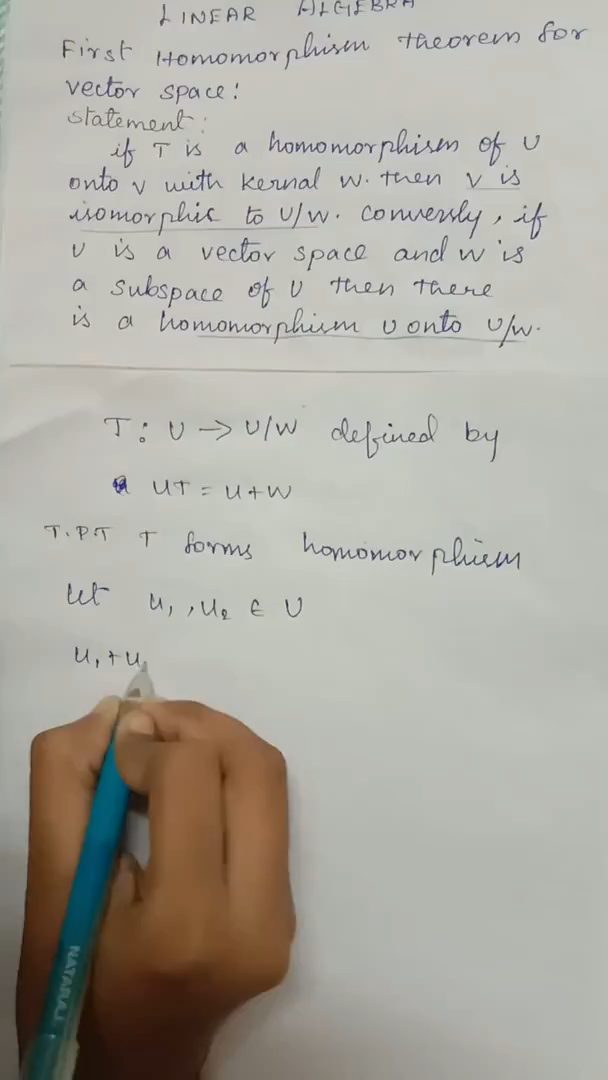 LINEAR ALGEBRA
First Homomorphism theorem for
vector space:
statement:
if T is a homomorphism of U
onto V with kernal W. then V is
isomorphic to U/W. conversly, if
U is a vector space and W is
a subspace of U then there
is a homomorphism U onto U/W.
T: U → U/W defined by
UT = U+W
T.P.T T forms homomorphism
let u₁, u₂ ∈ U
u₁+u
NATARAJ